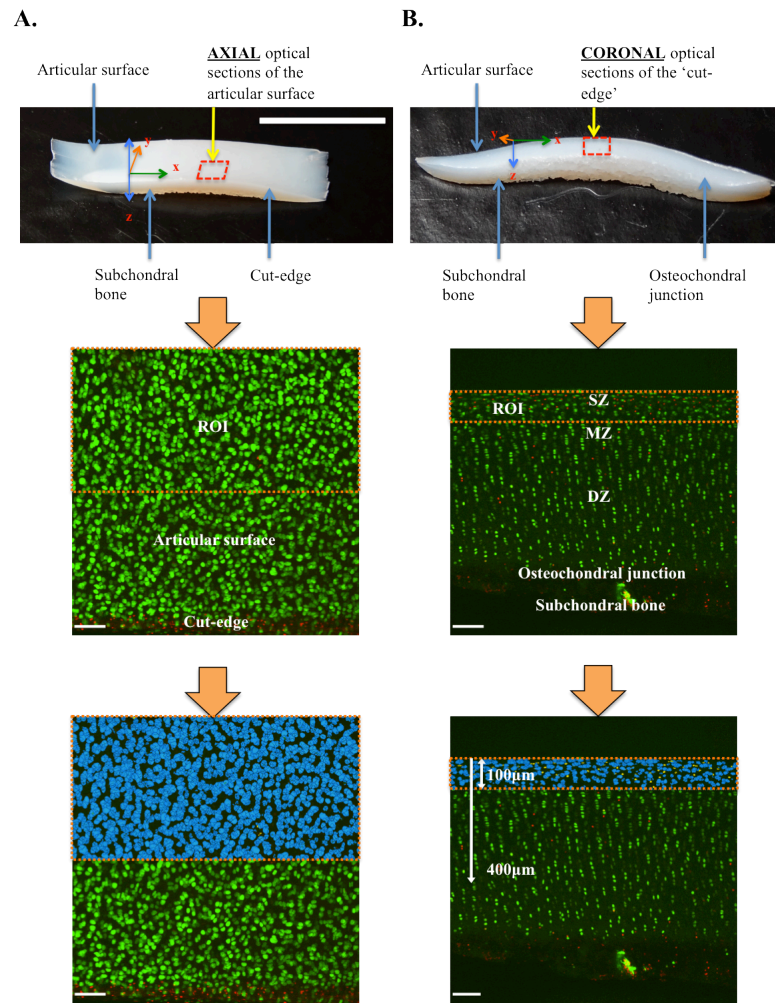 A.
AXIAL optical
sections of the
articular surface
Articular surface
y
x
z
Subchondral
bone
Cut-edge
ROI
Articular surface
Cut-edge
B.
CORONAL optical
sections of the ‘cut-
edge’
Articular surface
y
x
z
Subchondral
bone
Osteochondral
junction
SZ
ROI
MZ
DZ
Osteochondral junction
Subchondral bone
100µm
400µm